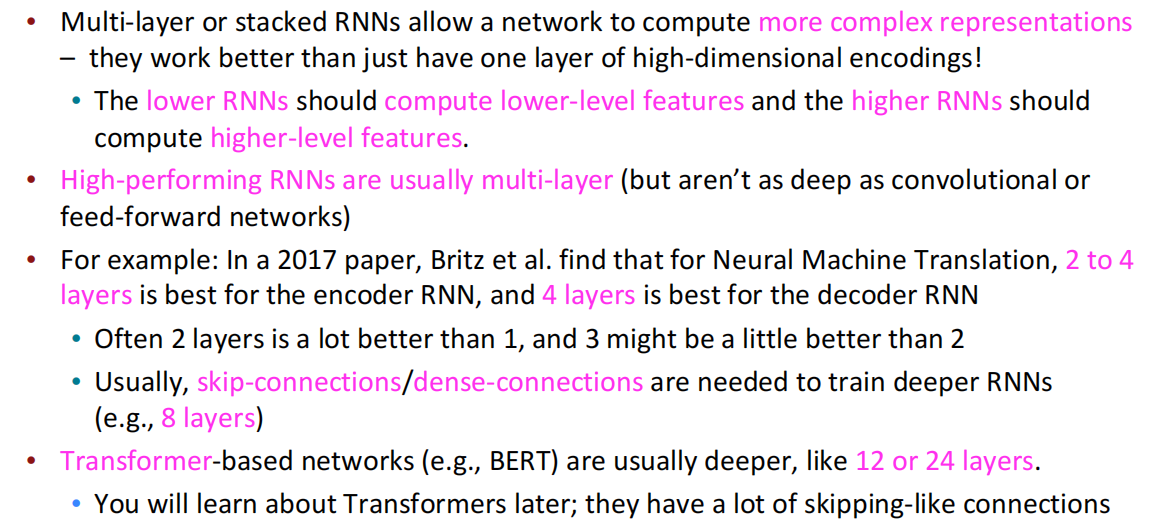 • Multi-layer or stacked RNNs allow a network to compute more complex representations
– they work better than just have one layer of high-dimensional encodings!
• The lower RNNs should compute lower-level features and the higher RNNs should
compute higher-level features.
• High-performing RNNs are usually multi-layer (but aren’t as deep as convolutional or
feed-forward networks)
• For example: In a 2017 paper, Britz et al. find that for Neural Machine Translation, 2 to 4
layers is best for the encoder RNN, and 4 layers is best for the decoder RNN
• Often 2 layers is a lot better than 1, and 3 might be a little better than 2
• Usually, skip-connections/dense-connections are needed to train deeper RNNs
(e.g., 8 layers)
• Transformer-based networks (e.g., BERT) are usually deeper, like 12 or 24 layers.
• You will learn about Transformers later; they have a lot of skipping-like connections